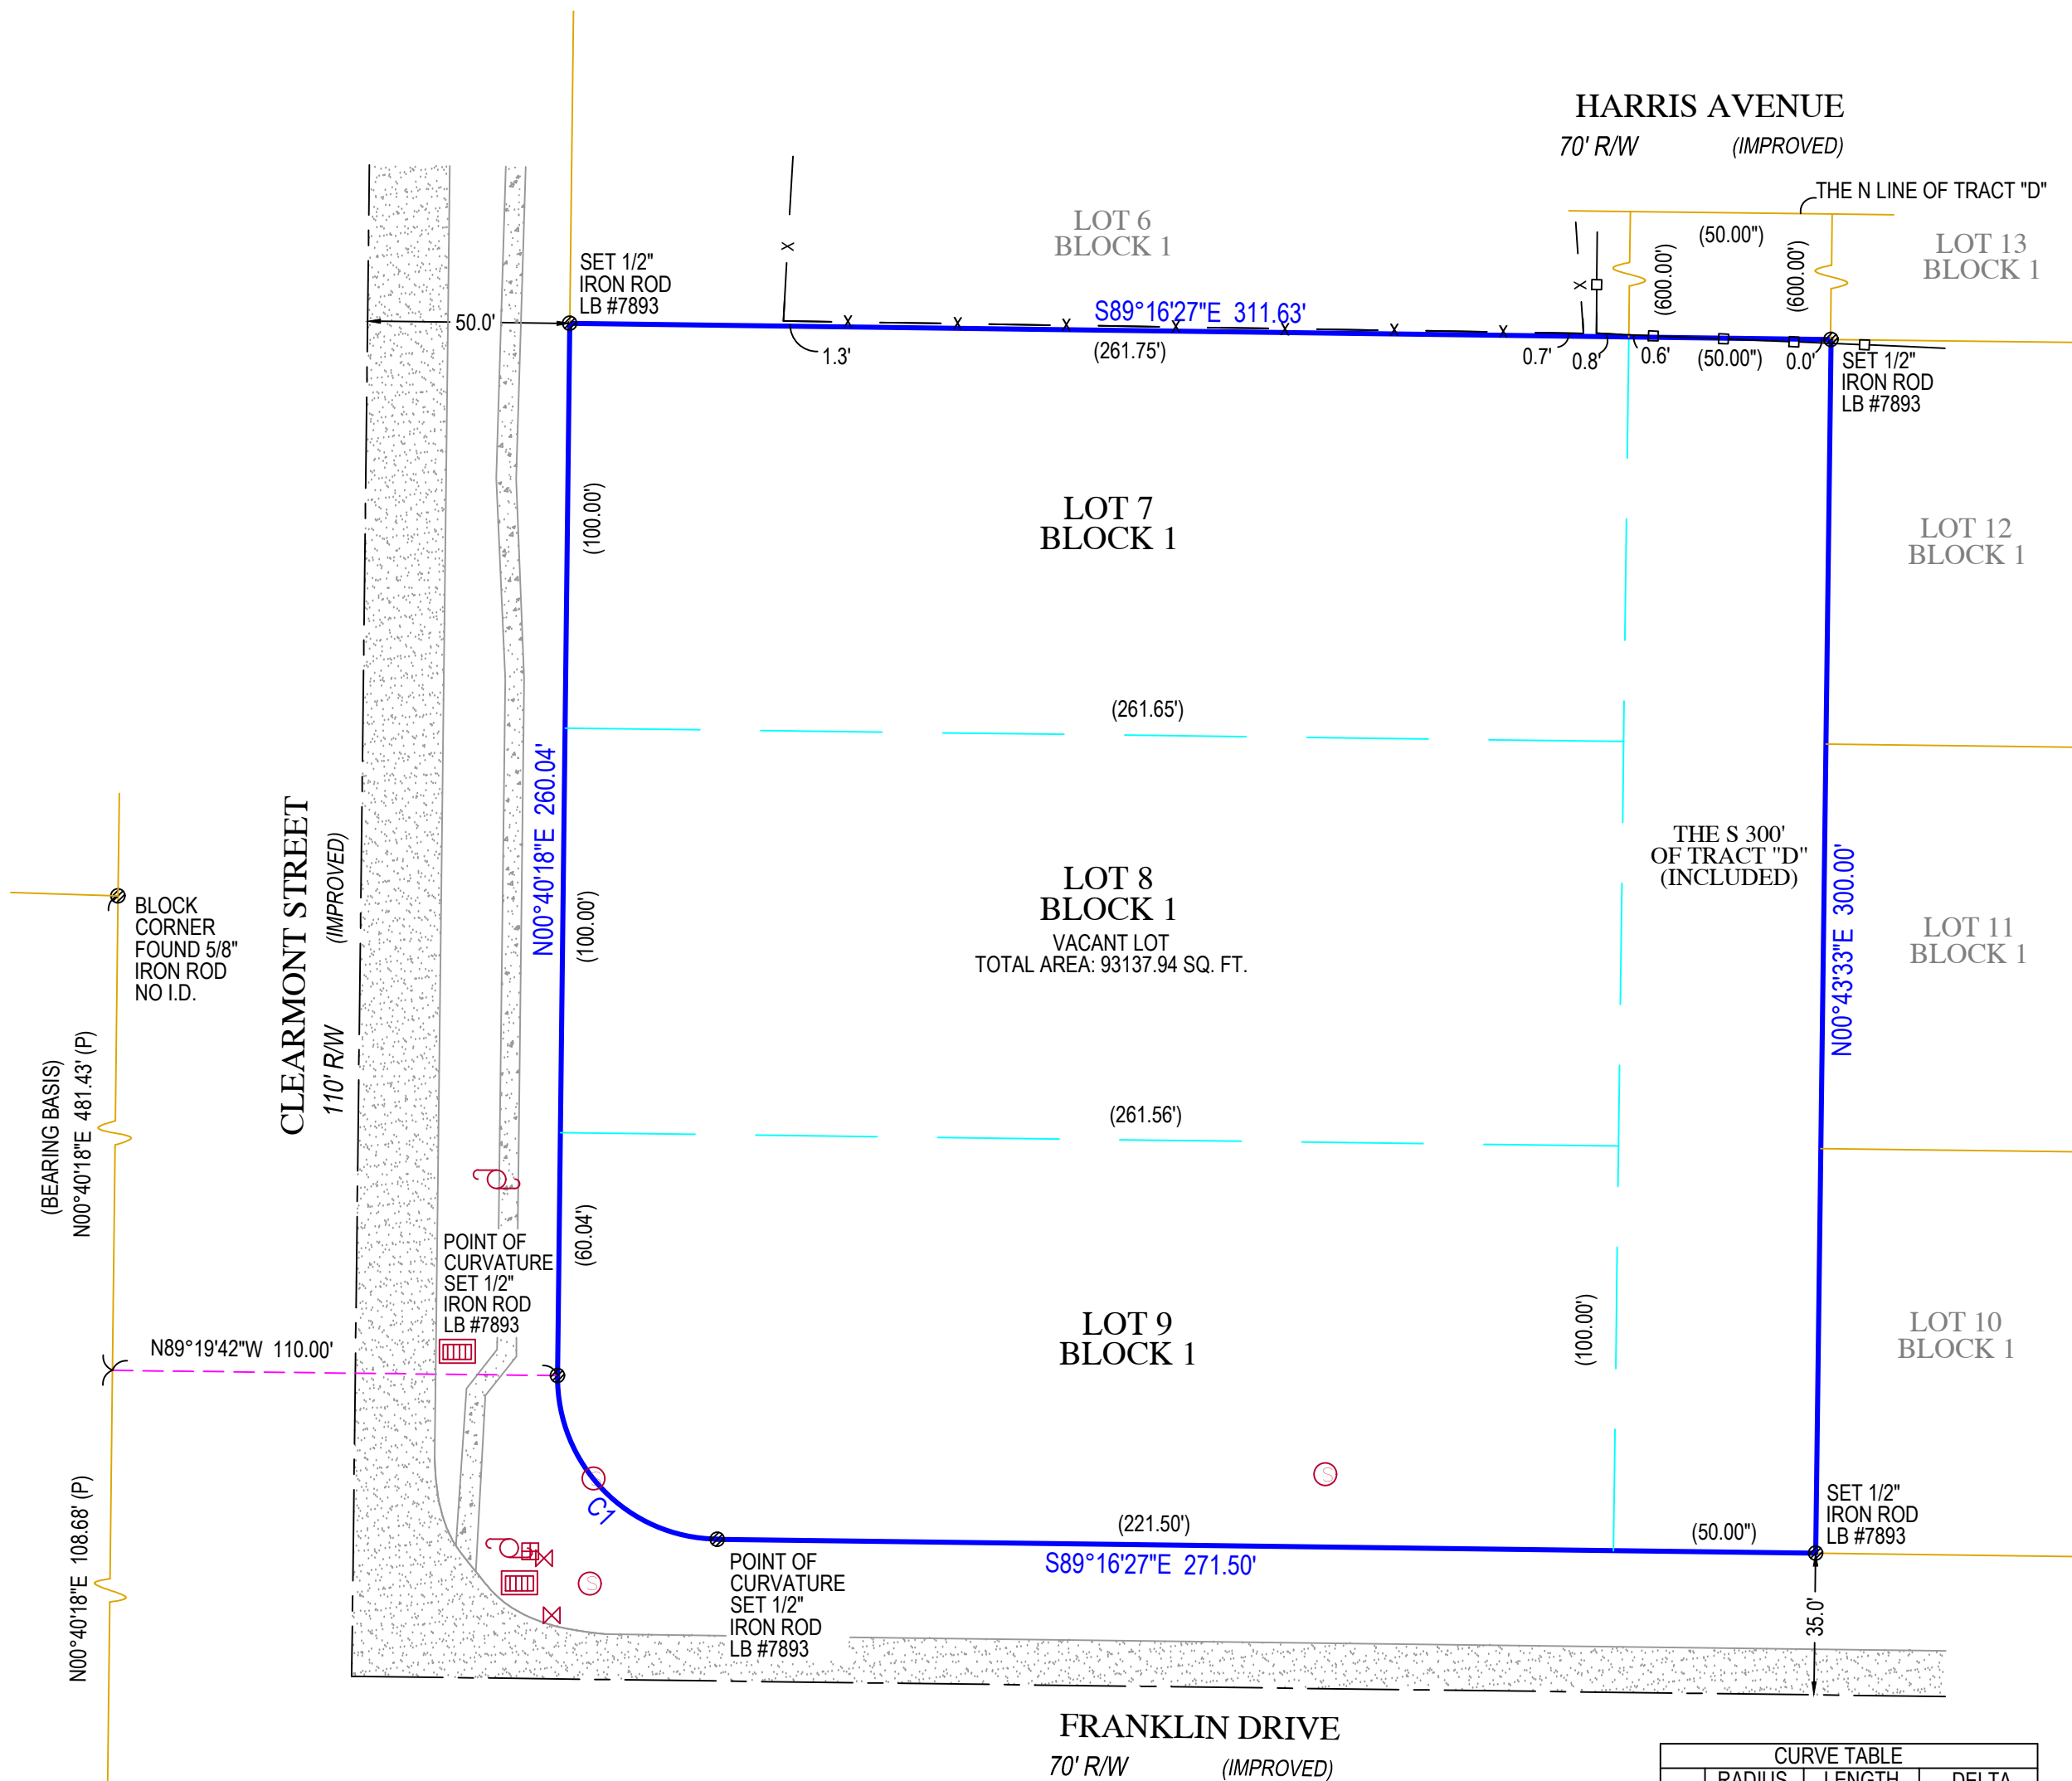 HARRIS AVENUE
70' R/W (IMPROVED)
THE N LINE OF TRACT "D"
LOT 6
BLOCK 1
(50.00")
(600.00')
(600.00')
LOT 13
BLOCK 1
SET 1/2"
IRON ROD
LB #7893
50.0'
S89°16'27"E 311.63'
X
X
X
X
X
X
X
X
X
1.3'
(261.75')
0.7'
0.8'
0.6'
(50.00")
0.0'
SET 1/2"
IRON ROD
LB #7893
(100.00')
LOT 7
BLOCK 1
LOT 12
BLOCK 1
(261.65')
N00°40'18"E 260.04'
CLEARMONT STREET
110' R/W (IMPROVED)
THE S 300'
OF TRACT "D"
(INCLUDED)
N00°43'33"E 300.00'
BLOCK
CORNER
FOUND 5/8"
IRON ROD
NO I.D.
(100.00')
LOT 8
BLOCK 1
VACANT LOT
TOTAL AREA: 93137.94 SQ. FT.
LOT 11
BLOCK 1
(BEARING BASIS)
N00°40'18"E 481.43' (P)
(261.56')
(60.04')
POINT OF
CURVATURE
SET 1/2"
IRON ROD
LB #7893
N89°19'42"W 110.00'
LOT 9
BLOCK 1
(100.00')
LOT 10
BLOCK 1
N00°40'18"E 108.68' (P)
C1
S
S
(221.50')
(50.00")
S89°16'27"E 271.50'
SET 1/2"
IRON ROD
LB #7893
POINT OF
CURVATURE
SET 1/2"
IRON ROD
LB #7893
35.0'
FRANKLIN DRIVE
70' R/W (IMPROVED)
CURVE TABLE
RADIUS LENGTH DELTA